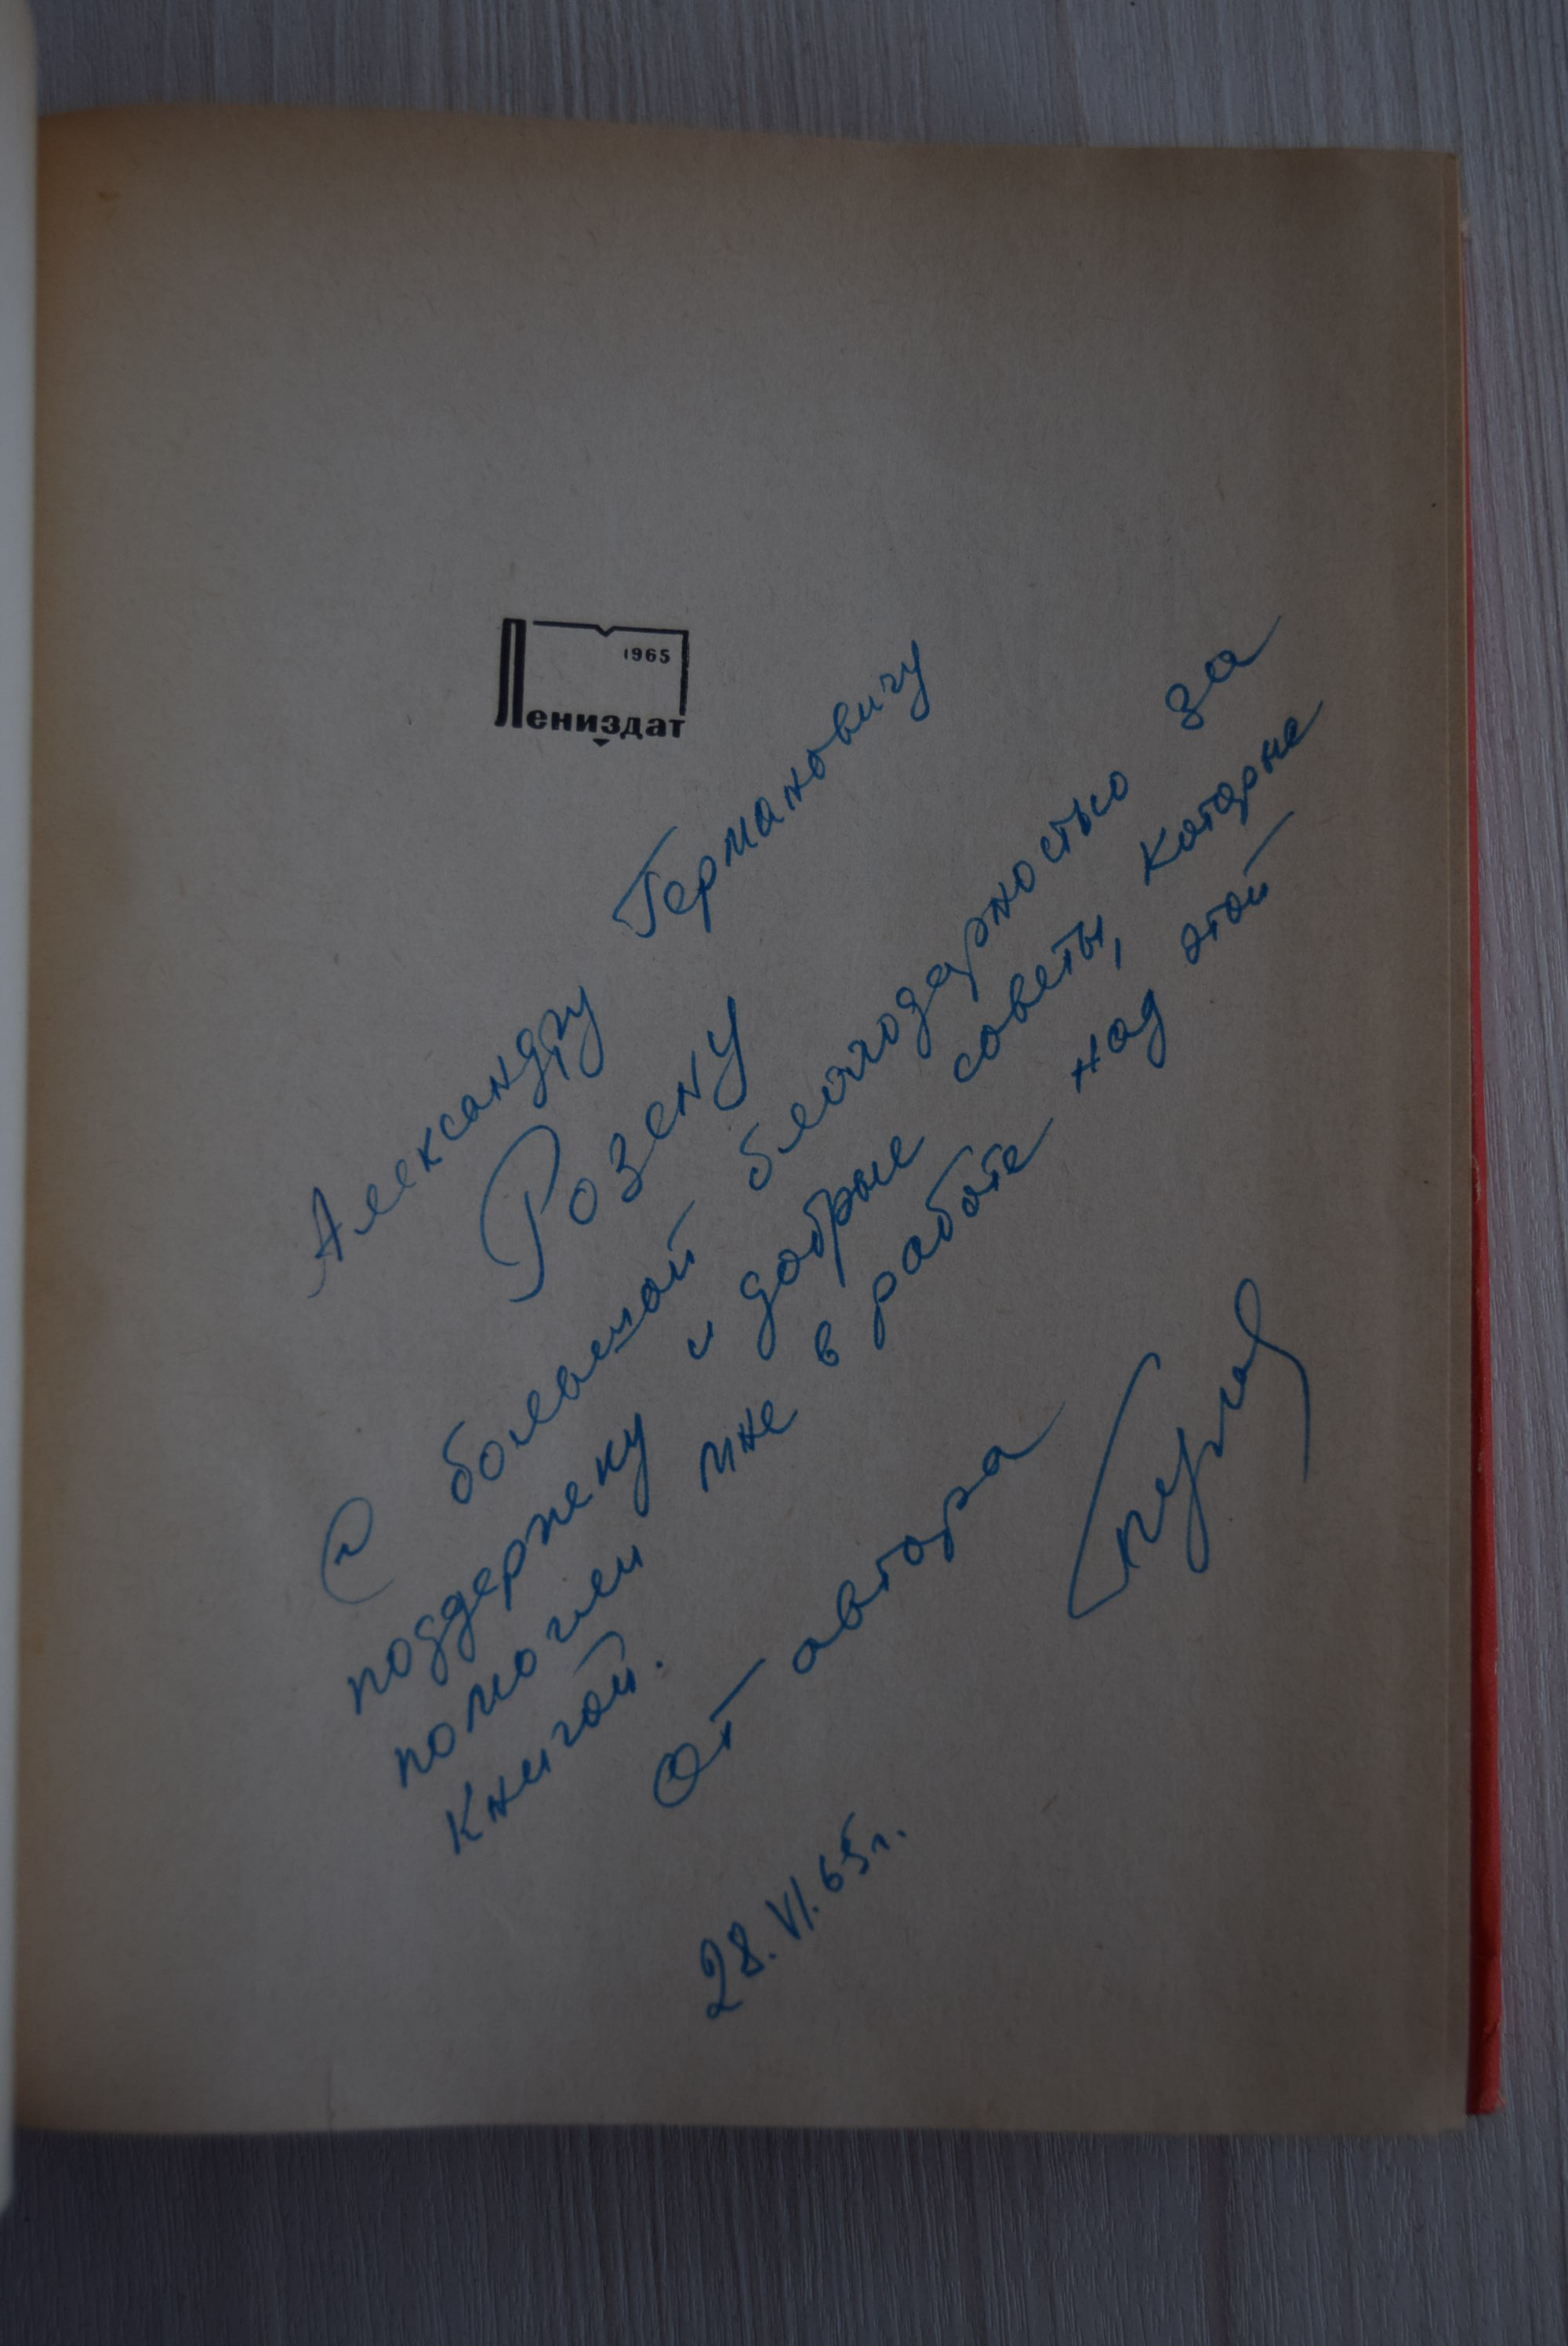 1965
Лениздат
Александру Германовичу
Розену
С большой благодарностью за
поддержку и добрые советы, которые
помогли мне в работе над этой
книгой.
От автора
28.VI.65г.